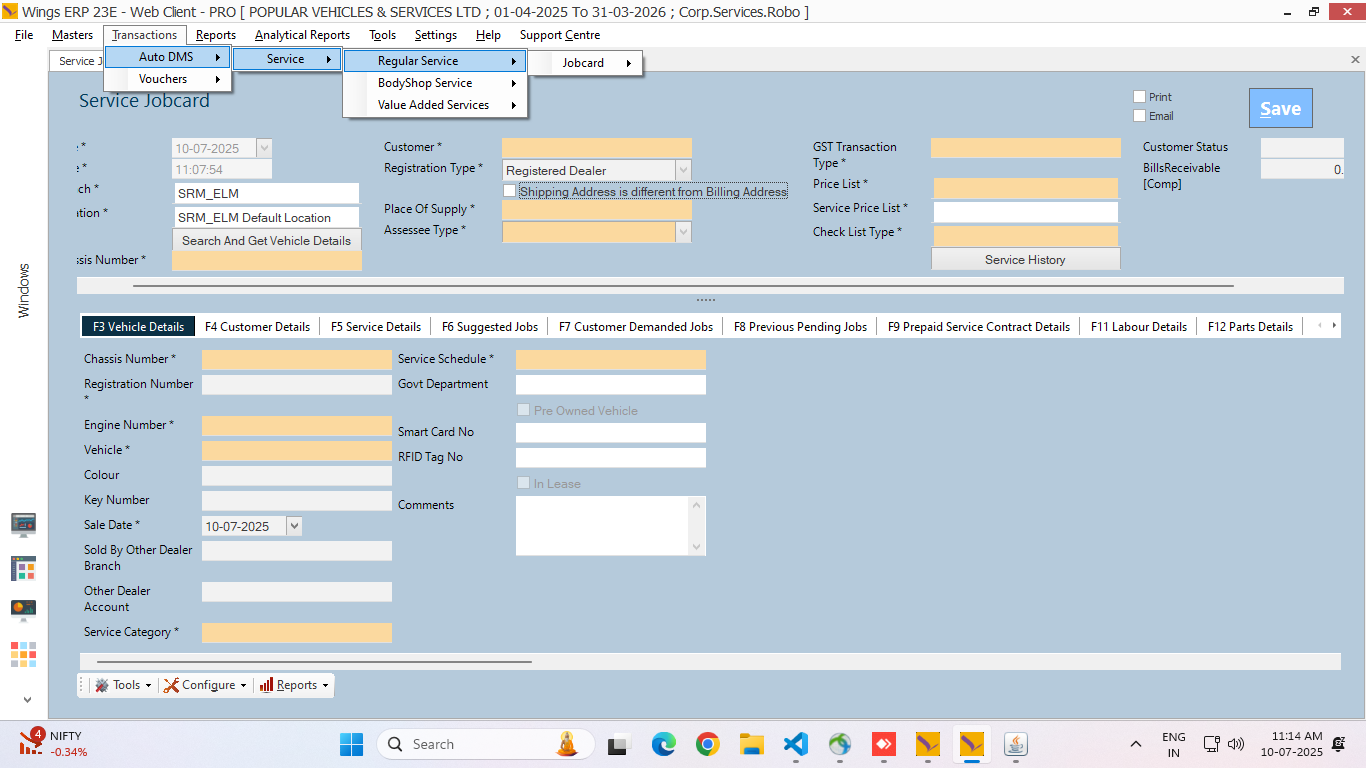 Wings ERP 23E - Web Client - PRO [ POPULAR VEHICLES & SERVICES LTD ; 01-04-2025 To 31-03-2026 ; Corp.Services.Robo ]
File Masters Transactions Reports Analytical Reports Tools Settings Help Support Centre
Service J
Auto DMS
Vouchers
Service
Regular Service
BodyShop Service
Value Added Services
Jobcard
Service Jobcard
Print
Email
Save
*
10-07-2025
*
11:07:54
ch *
SRM_ELM
ation *
SRM_ELM Default Location
Search And Get Vehicle Details
sis Number *
Customer *
Registration Type *
Registered Dealer
Shipping Address is different from Billing Address
Place Of Supply *
Assessee Type *
GST Transaction
Type *
Price List *
Service Price List *
Check List Type *
Service History
Customer Status
BillsReceivable
[Comp]
0.
Windows
F3 Vehicle Details F4 Customer Details F5 Service Details F6 Suggested Jobs F7 Customer Demanded Jobs F8 Previous Pending Jobs F9 Prepaid Service Contract Details F11 Labour Details F12 Parts Details
Chassis Number *
Registration Number
*
Engine Number *
Vehicle *
Colour
Key Number
Sale Date *
10-07-2025
Sold By Other Dealer
Branch
Other Dealer
Account
Service Category *
Service Schedule *
Govt Department
Pre Owned Vehicle
Smart Card No
RFID Tag No
In Lease
Comments
Tools Configure Reports
4
NIFTY
-0.34%
Search
ENG
IN
11:14 AM
10-07-2025